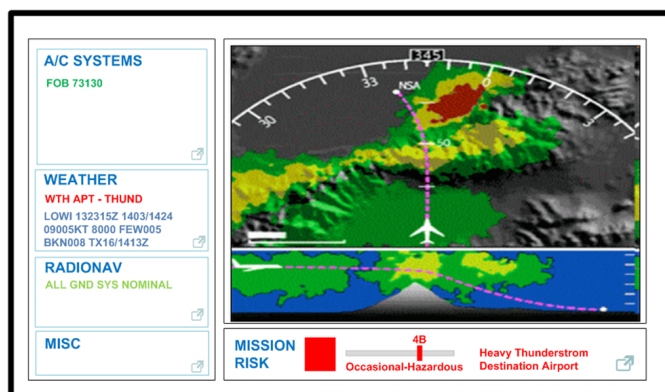 A/C SYSTEMS
FOB 73130
WEATHER
WTH APT - THUND
LOWI 132315Z 1403/1424
09005KT 8000 FEW005
BKN008 TX16/1413Z
RADIONAV
ALL GND SYS NOMINAL
MISC
345
33
NSA
0
30
3
50
MISSION
RISK
4B
Occasional-Hazardous
Heavy Thunderstrom
Destination Airport